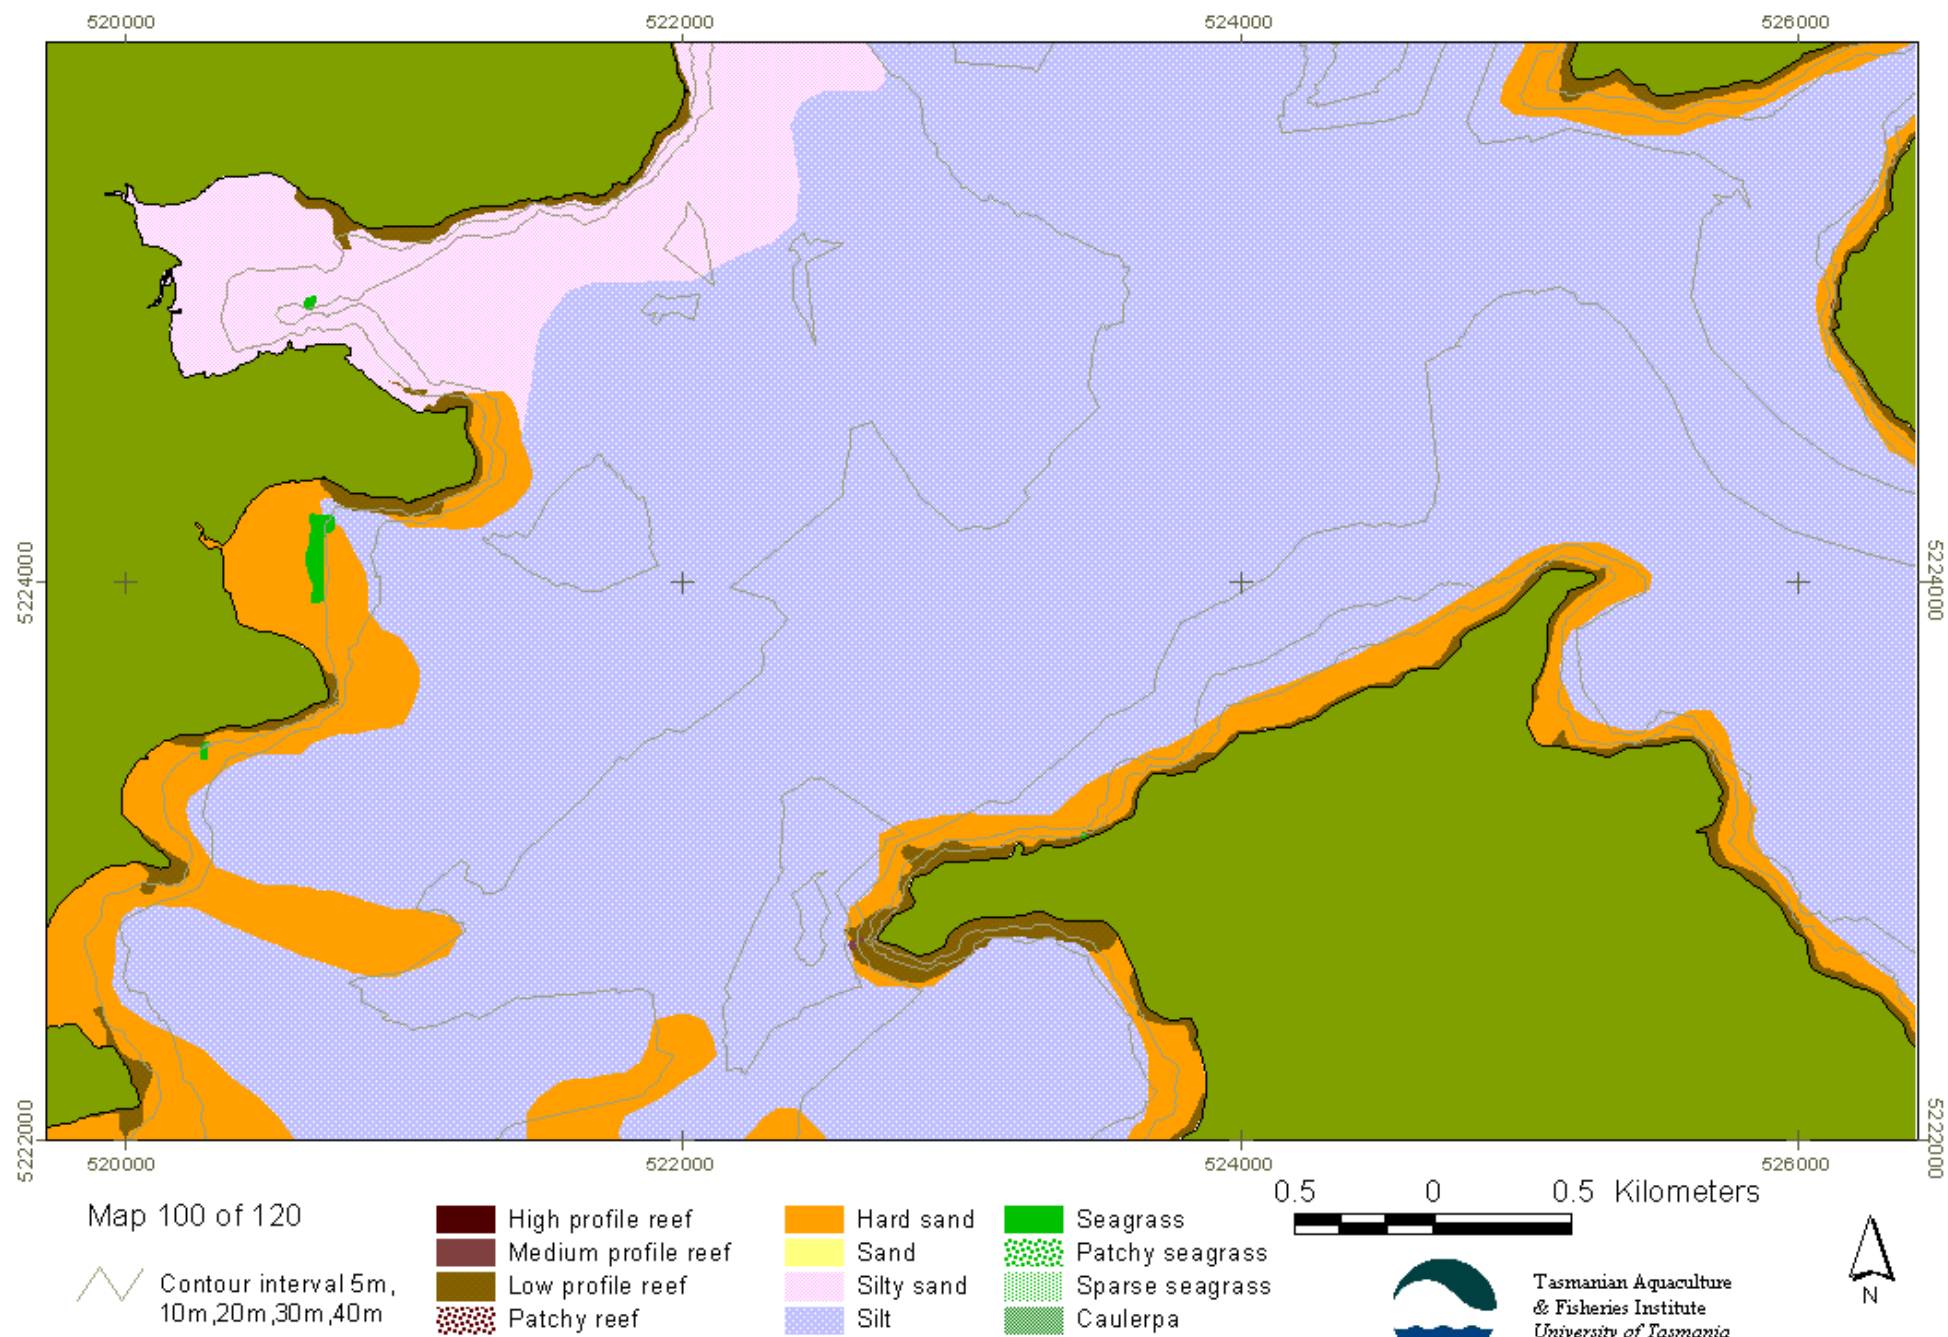 520000 522000 524000 526000
5224000 5224000
5222000 5222000
520000 522000 524000 526000
Map 100 of 120
Contour interval 5m,
10m,20m,30m,40m
High profile reef
Medium profile reef
Low profile reef
Patchy reef
Hard sand
Sand
Silty sand
Silt
Seagrass
Patchy seagrass
Sparse seagrass
Caulerpa
0.5 0 0.5 Kilometers
Tasmanian Aquaculture
& Fisheries Institute
University of Tasmania
N